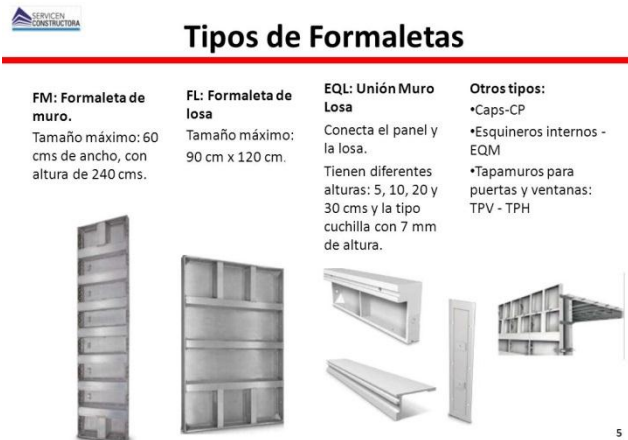 SERVICEN
CONSTRUCTORA
Tipos de Formaletas
FM: Formaleta de
muro.
Tamaño máximo: 60
cms de ancho, con
altura de 240 cms.
FL: Formaleta de
losa
Tamaño máximo:
90 cm x 120 cm.
EQL: Unión Muro
Losa
Conecta el panel y
la losa.
Tienen diferentes
alturas: 5, 10, 20 y
30 cms y la tipo
cuchilla con 7 mm
de altura.
Otros tipos:
•Caps-CP
•Esquineros internos -
EQM
•Tapamuros para
puertas y ventanas:
TPV - TPH
5